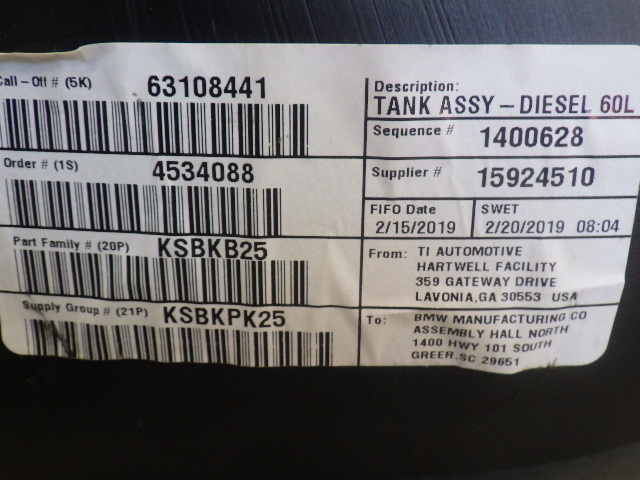 Call-Off # (5K) 63108441
Order # (1S) 4534088
Part Family # (20P) KSBKB25
Supply Group # (21P) KSBKPK25
Description:
TANK ASSY-DIESEL 60L
Sequence # 1400628
Supplier # 15924510
FIFO Date SWET
2/15/2019 2/20/2019 08:04
From: TI AUTOMOTIVE
HARTWELL FACILITY
359 GATEWAY DRIVE
LAVONIA,GA 30553 USA
To: BMW MANUFACTURING CO
ASSEMBLY HALL NORTH
1400 HWY 101 SOUTH
GREER,SC 29651